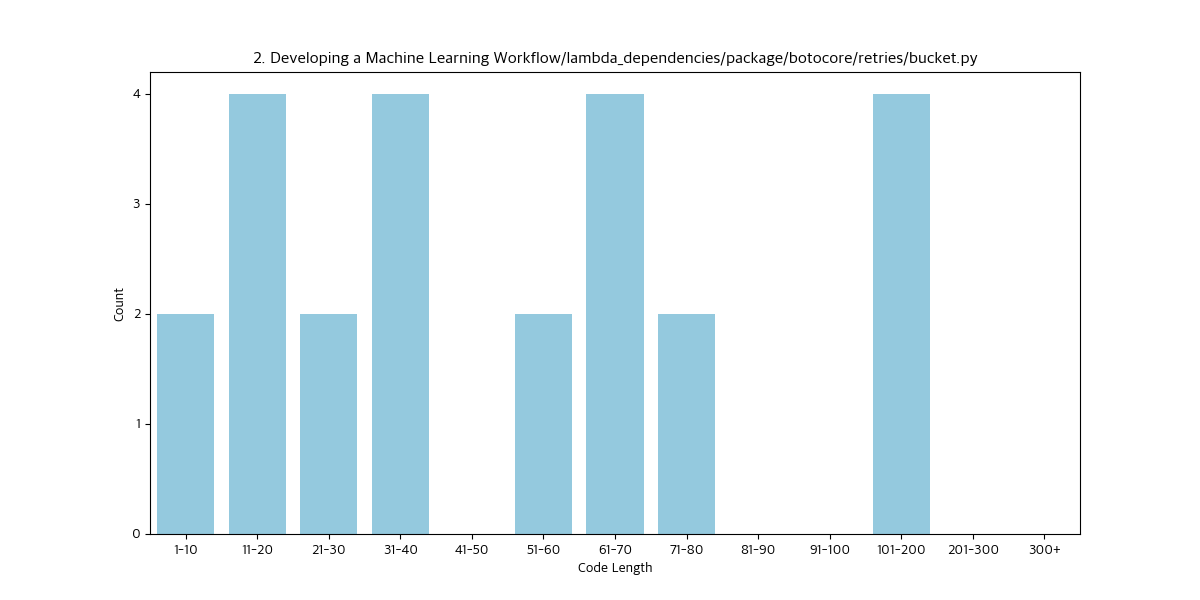 2. Developing a Machine Learning Workflow/lambda_dependencies/package/botocore/retries/bucket.py
4
3
2
1
0
Count
1-10 11-20 21-30 31-40 41-50 51-60 61-70 71-80 81-90 91-100 101-200 201-300 300+
Code Length